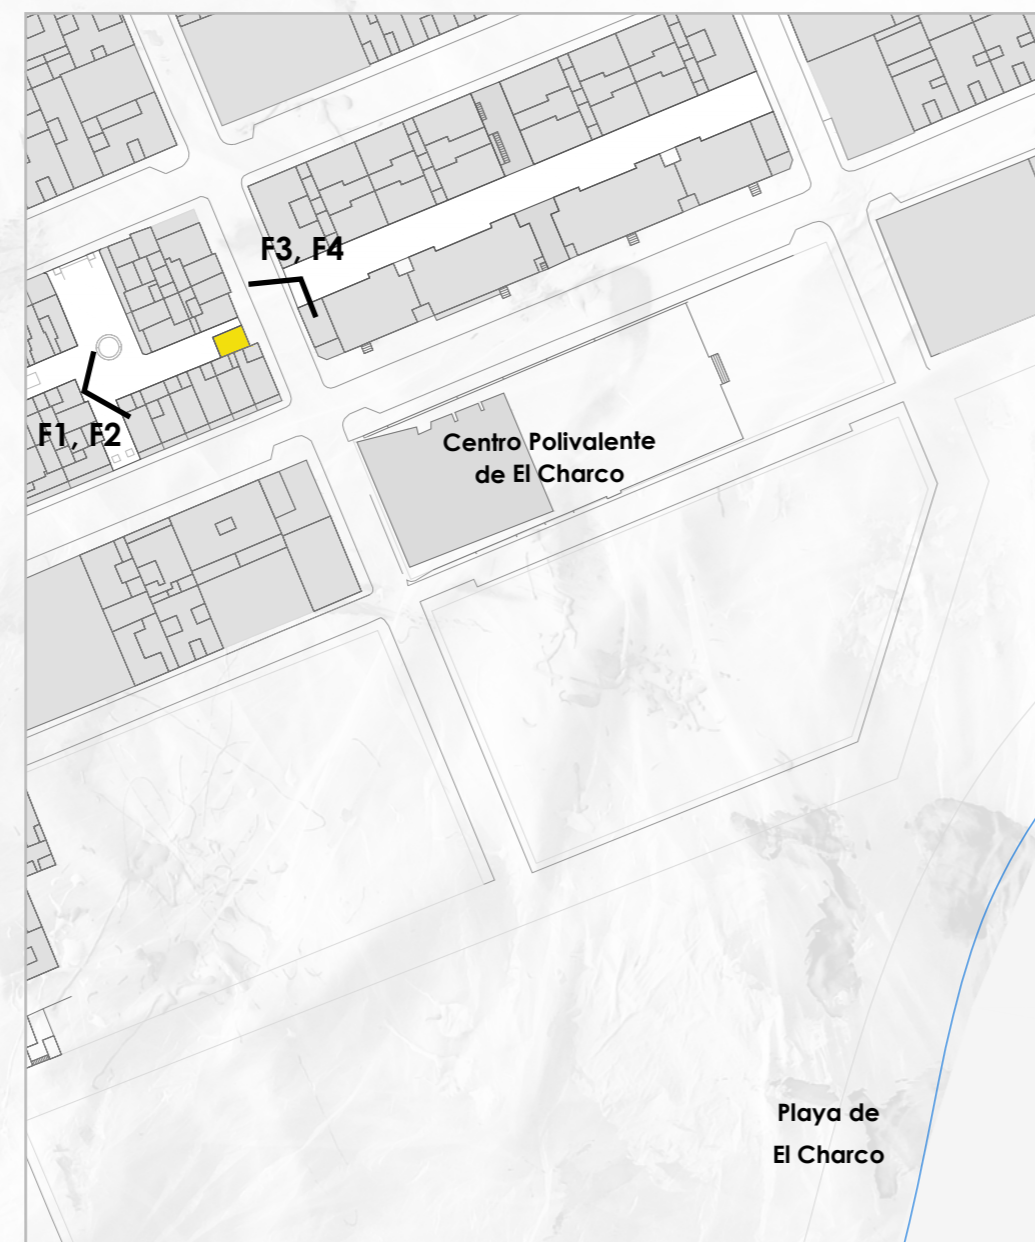 F3, F4
F1, F2
Centro Polivalente
de El Charco
Playa de
El Charco